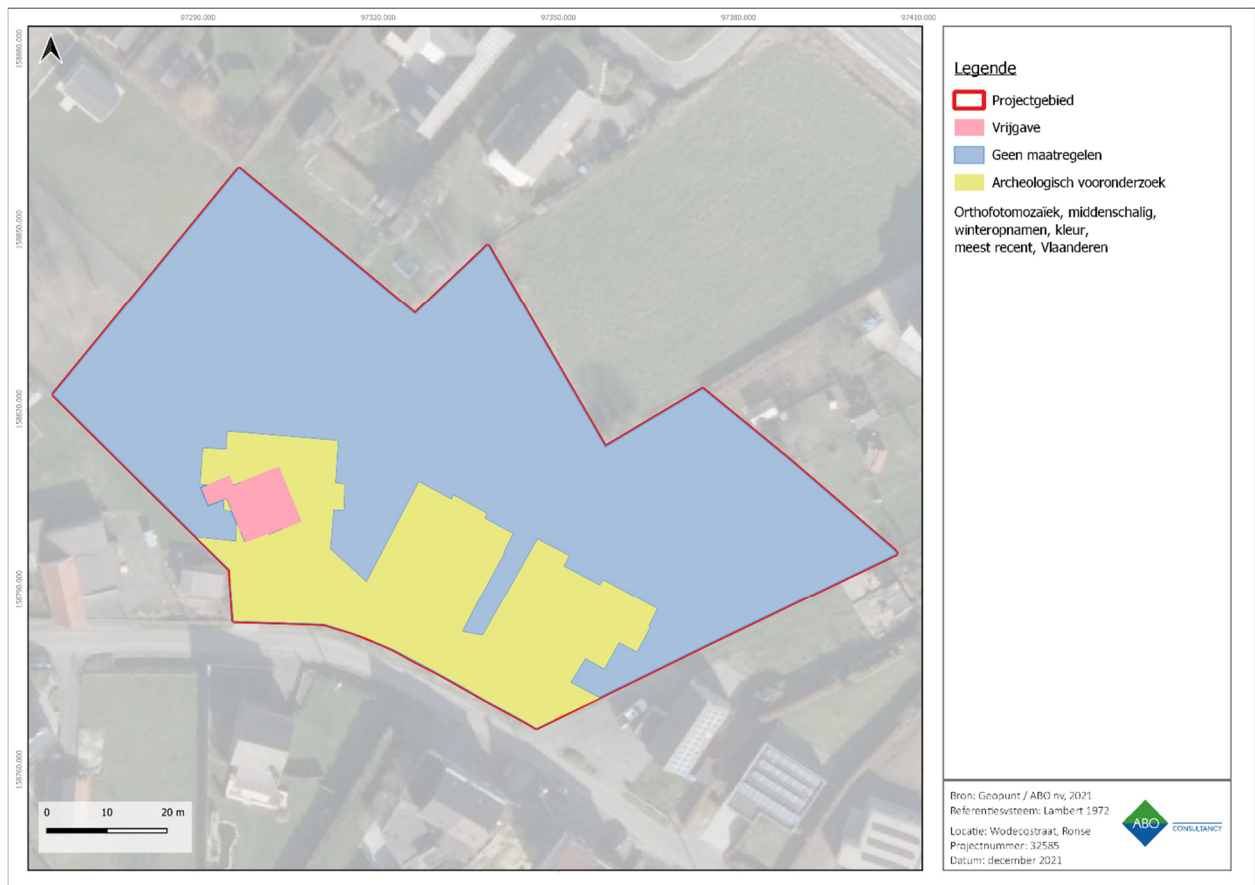 97290.000
97320.000
97350.000
97380.000
97410.000
158880.000
158850.000
158820.000
158790.000
158760.000
0 10 20 m
Legende
Projectgebied
Vrijgave
Geen maatregelen
Archeologisch vooronderzoek
Orthofotomozaïek, middenschalig,
winteropnamen, kleur,
meest recent, Vlaanderen
Bron: Geopunt / ABO nv, 2021
Referentiesysteem: Lambert 1972
Locatie: Wodecqstraat, Ronse
Projectnummer: 32585
Datum: december 2021
ABO
CONSULTANCY